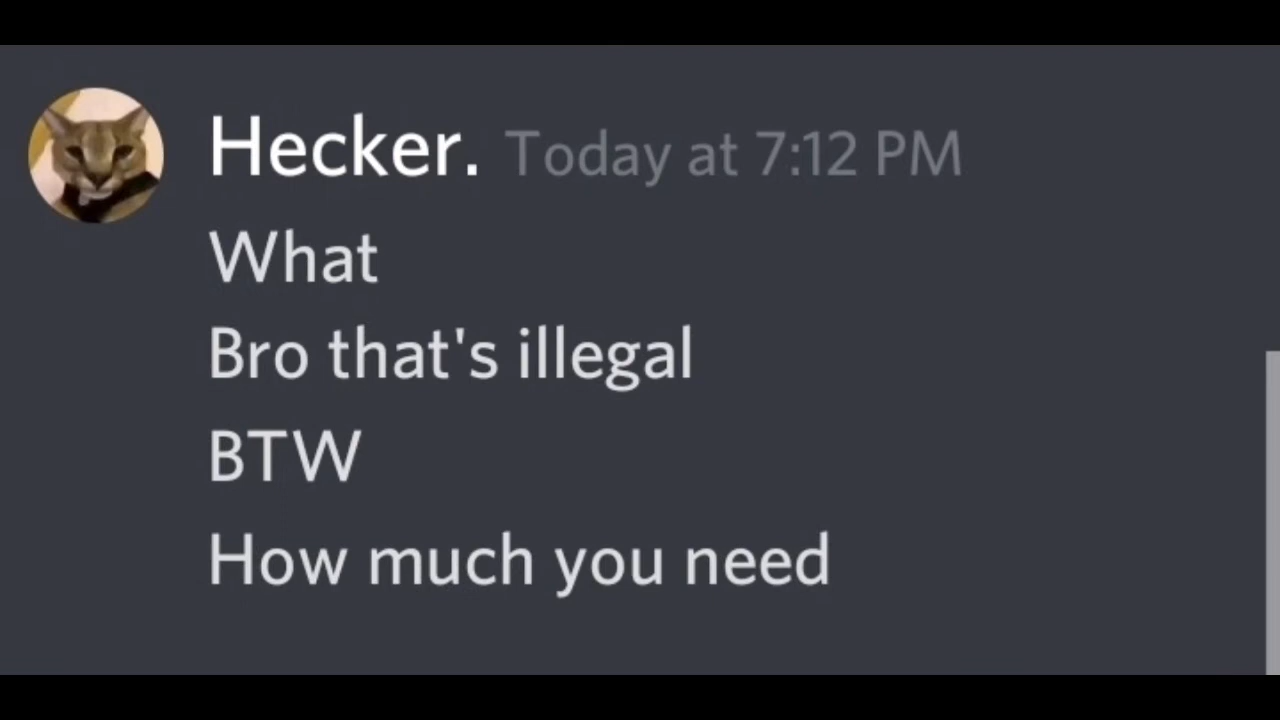 Hecker. Today at 7:12 PM
What
Bro that's illegal
BTW
How much you need